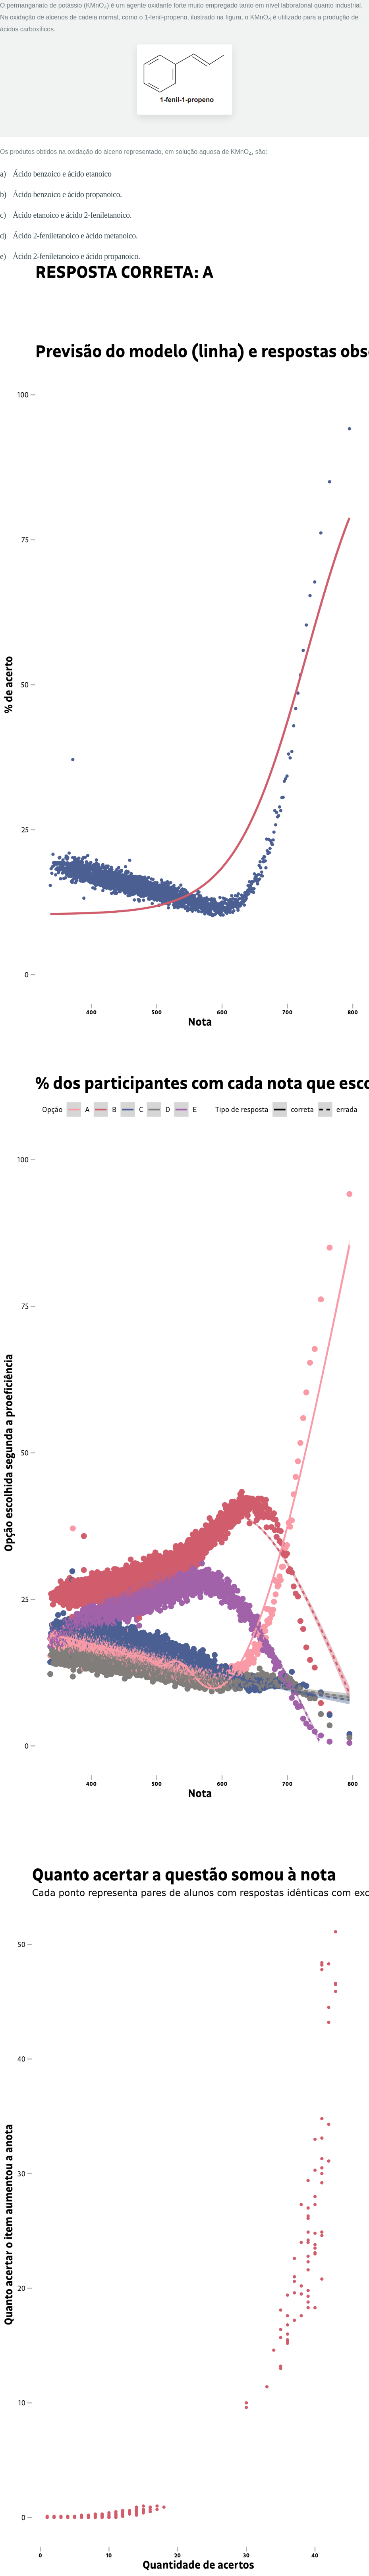 O permanganato de potássio (KMnO4) é um agente oxidante forte muito empregado tanto em nível laboratorial quanto industrial.
Na oxidação de alcenos de cadeia normal, como o 1-fenil-propeno, ilustrado na figura, o KMnO4 é utilizado para a produção de
ácidos carboxílicos.
1-fenil-1-propeno
Os produtos obtidos na oxidação do alceno representado, em solução aquosa de KMnO4, são:
a) Ácido benzoico e ácido etanoico
b) Ácido benzoico e ácido propanoico.
c) Ácido etanoico e ácido 2-feniletanoico.
d) Ácido 2-feniletanoico e ácido metanoico.
e) Ácido 2-feniletanoico e ácido propanoico.
RESPOSTA CORRETA: A
Previsão do modelo (linha) e respostas obs
100
75
50
25
0
% de acerto
400 500 600 700 800
Nota
% dos participantes com cada nota que esco
Opção A B C D E Tipo de resposta correta errada
100
75
50
25
0
Opção escolhida segundo a proeficiência
400 500 600 700 800
Nota
Quanto acertar a questão somou à nota
Cada ponto representa pares de alunos com respostas idênticas com exc
50
40
30
20
10
0
Quanto acertar o item aumentou a anota
0 10 20 30 40
Quantidade de acertos